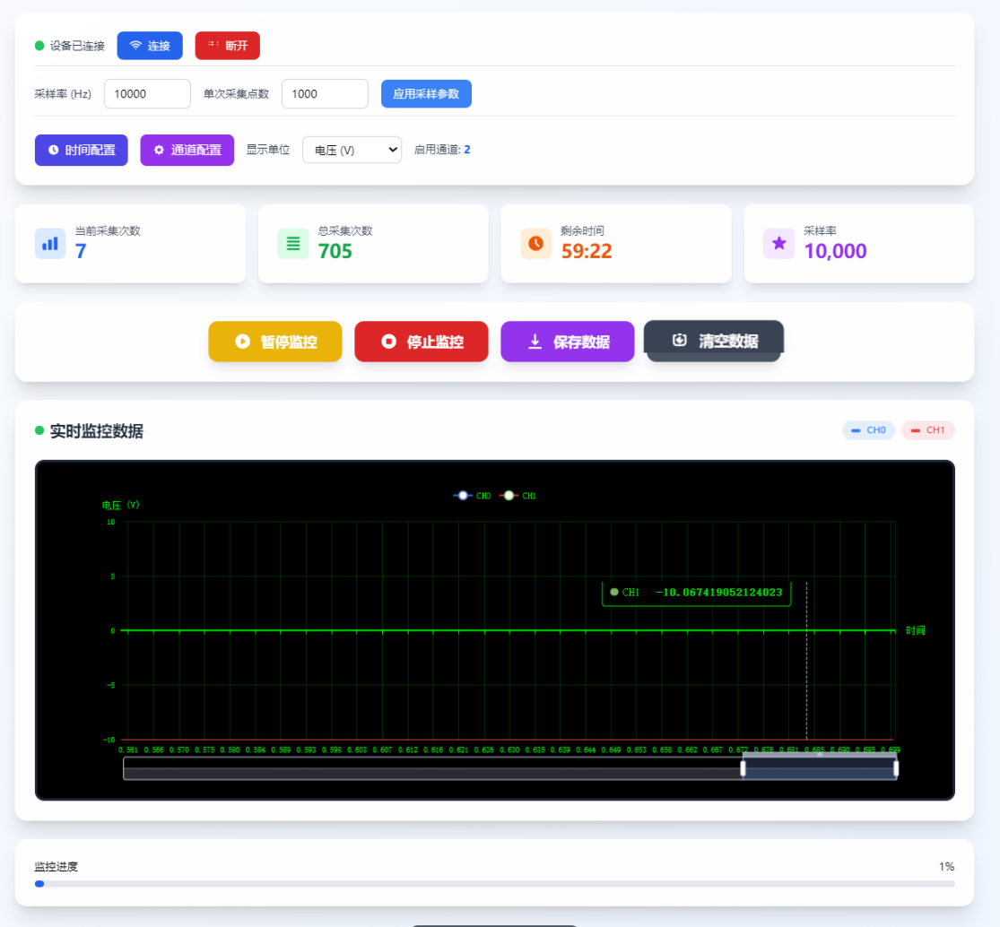 设备已连接 连接 断开
采样率 (Hz) 10000 单次采集点数 1000 应用采样参数
时间配置 通道配置 显示单位 电压 (V) 启用通道: 2
当前采集次数
7
总采集次数
705
剩余时间
59:22
采样率
10,000
暂停监控 停止监控 保存数据 清空数据
实时监控数据 CH0 CH1
CH0 CH1
电压 (V)
10
5
CH1 -10.067419052124023
0 时间
-5
-10
0.561 0.566 0.570 0.575 0.580 0.584 0.589 0.593 0.598 0.603 0.607 0.612 0.616 0.621 0.626 0.630 0.635 0.639 0.644 0.649 0.653 0.658 0.662 0.667 0.672 0.676 0.681 0.685 0.690 0.695 0.699
监控进度 1%